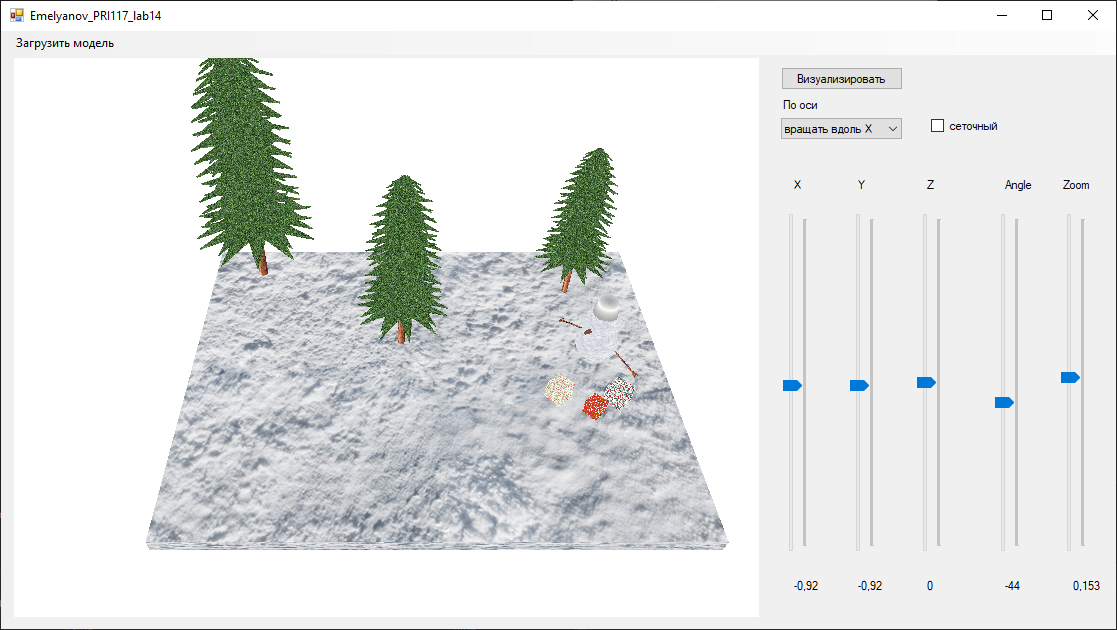 Emelyanov_PRI117_lab14
Загрузить модель
Визуализировать
По оси
вращать вдоль X
сеточный
X Y Z Angle Zoom
-0,92 -0,92 0 -44 0,153